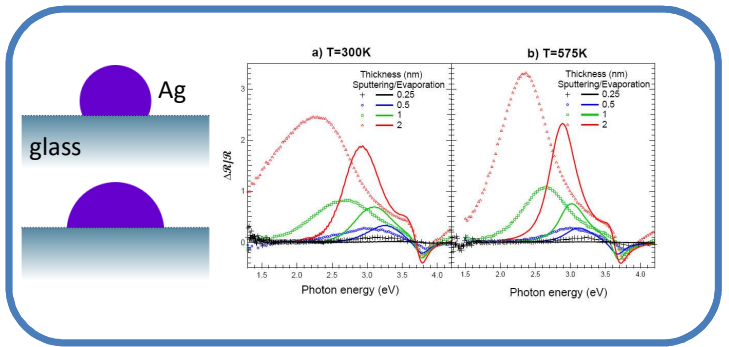 Ag
glass
a) T=300K
b) T=575K
Thickness (nm)
Sputtering/Evaporation
0.25
0.5
1
2
Thickness (nm)
Sputtering/Evaporation
0.25
0.5
1
2
3
2
1
0
Δℛ/ℛ
1.5 2.0 2.5 3.0 3.5 4.0
1.5 2.0 2.5 3.0 3.5 4.0
Photon energy (eV)
Photon energy (eV)